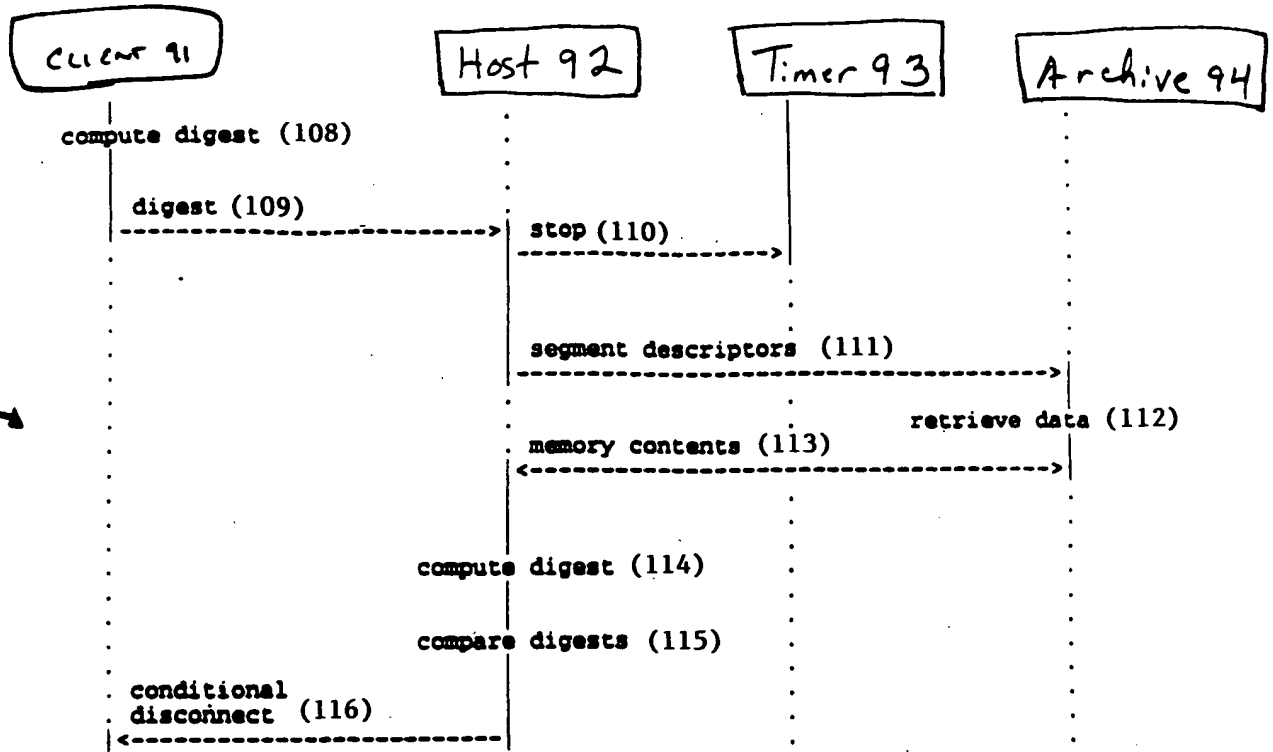 CLIENT 91
Host 92
Timer 93
Archive 94
compute digest (108)
digest (109)
stop (110)
segment descriptors (111)
retrieve data (112)
memory contents (113)
compute digest (114)
compare digests (115)
conditional
disconnect (116)